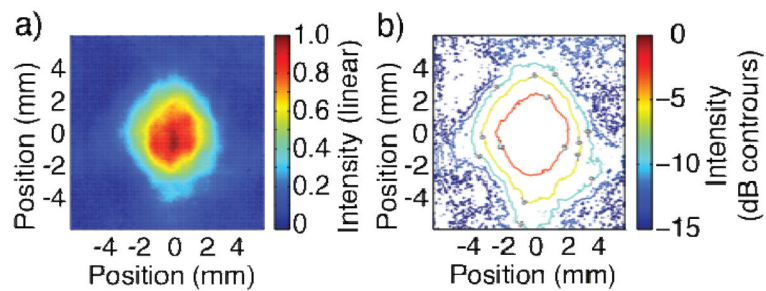 a)
1.0
0.8
0.6
0.4
0.2
0
Intensity (linear)
4
2
0
-2
-4
Position (mm)
-4 -2 0 2 4
Position (mm)
b)
0
-5
-10
-15
Intensity
(dB contours)
4
2
0
-2
-4
Position (mm)
-4 -2 0 2 4
Position (mm)